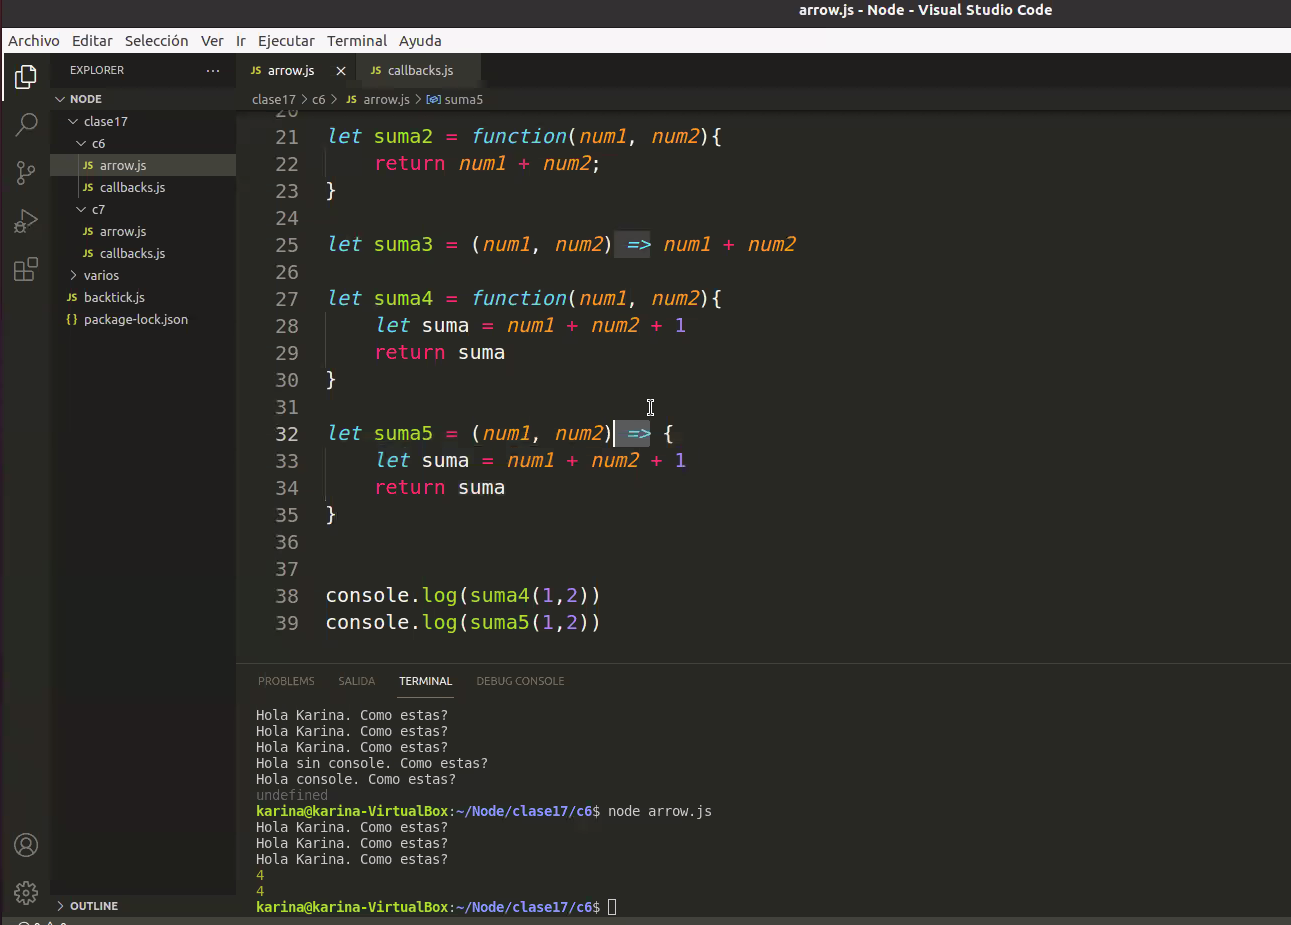 arrow.js - Node - Visual Studio Code
Archivo Editar Selección Ver Ir Ejecutar Terminal Ayuda
EXPLORER ···
NODE
clase17
c6
JS arrow.js
JS callbacks.js
c7
JS arrow.js
JS callbacks.js
varios
JS backtick.js
{} package-lock.json
OUTLINE
JS arrow.js × JS callbacks.js
clase17 > c6 > JS arrow.js > suma5
20
21 let suma2 = function(num1, num2){
22 return num1 + num2;
23 }
24
25 let suma3 = (num1, num2) => num1 + num2
26
27 let suma4 = function(num1, num2){
28 let suma = num1 + num2 + 1
29 return suma
30 }
31
32 let suma5 = (num1, num2) => {
33 let suma = num1 + num2 + 1
34 return suma
35 }
36
37
38 console.log(suma4(1,2))
39 console.log(suma5(1,2))
PROBLEMS SALIDA TERMINAL DEBUG CONSOLE
Hola Karina. Como estas?
Hola Karina. Como estas?
Hola Karina. Como estas?
Hola sin console. Como estas?
Hola console. Como estas?
undefined
karina@karina-VirtualBox:~/Node/clase17/c6$ node arrow.js
Hola Karina. Como estas?
Hola Karina. Como estas?
Hola Karina. Como estas?
4
4
karina@karina-VirtualBox:~/Node/clase17/c6$